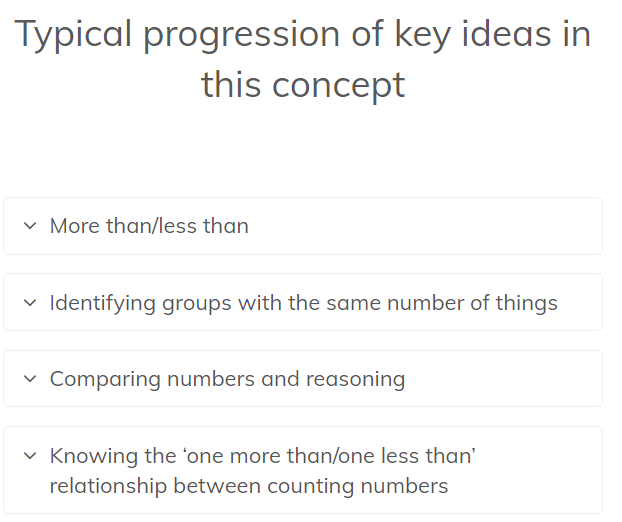 Typical progression of key ideas in
this concept
More than/less than
Identifying groups with the same number of things
Comparing numbers and reasoning
Knowing the ‘one more than/one less than’
relationship between counting numbers